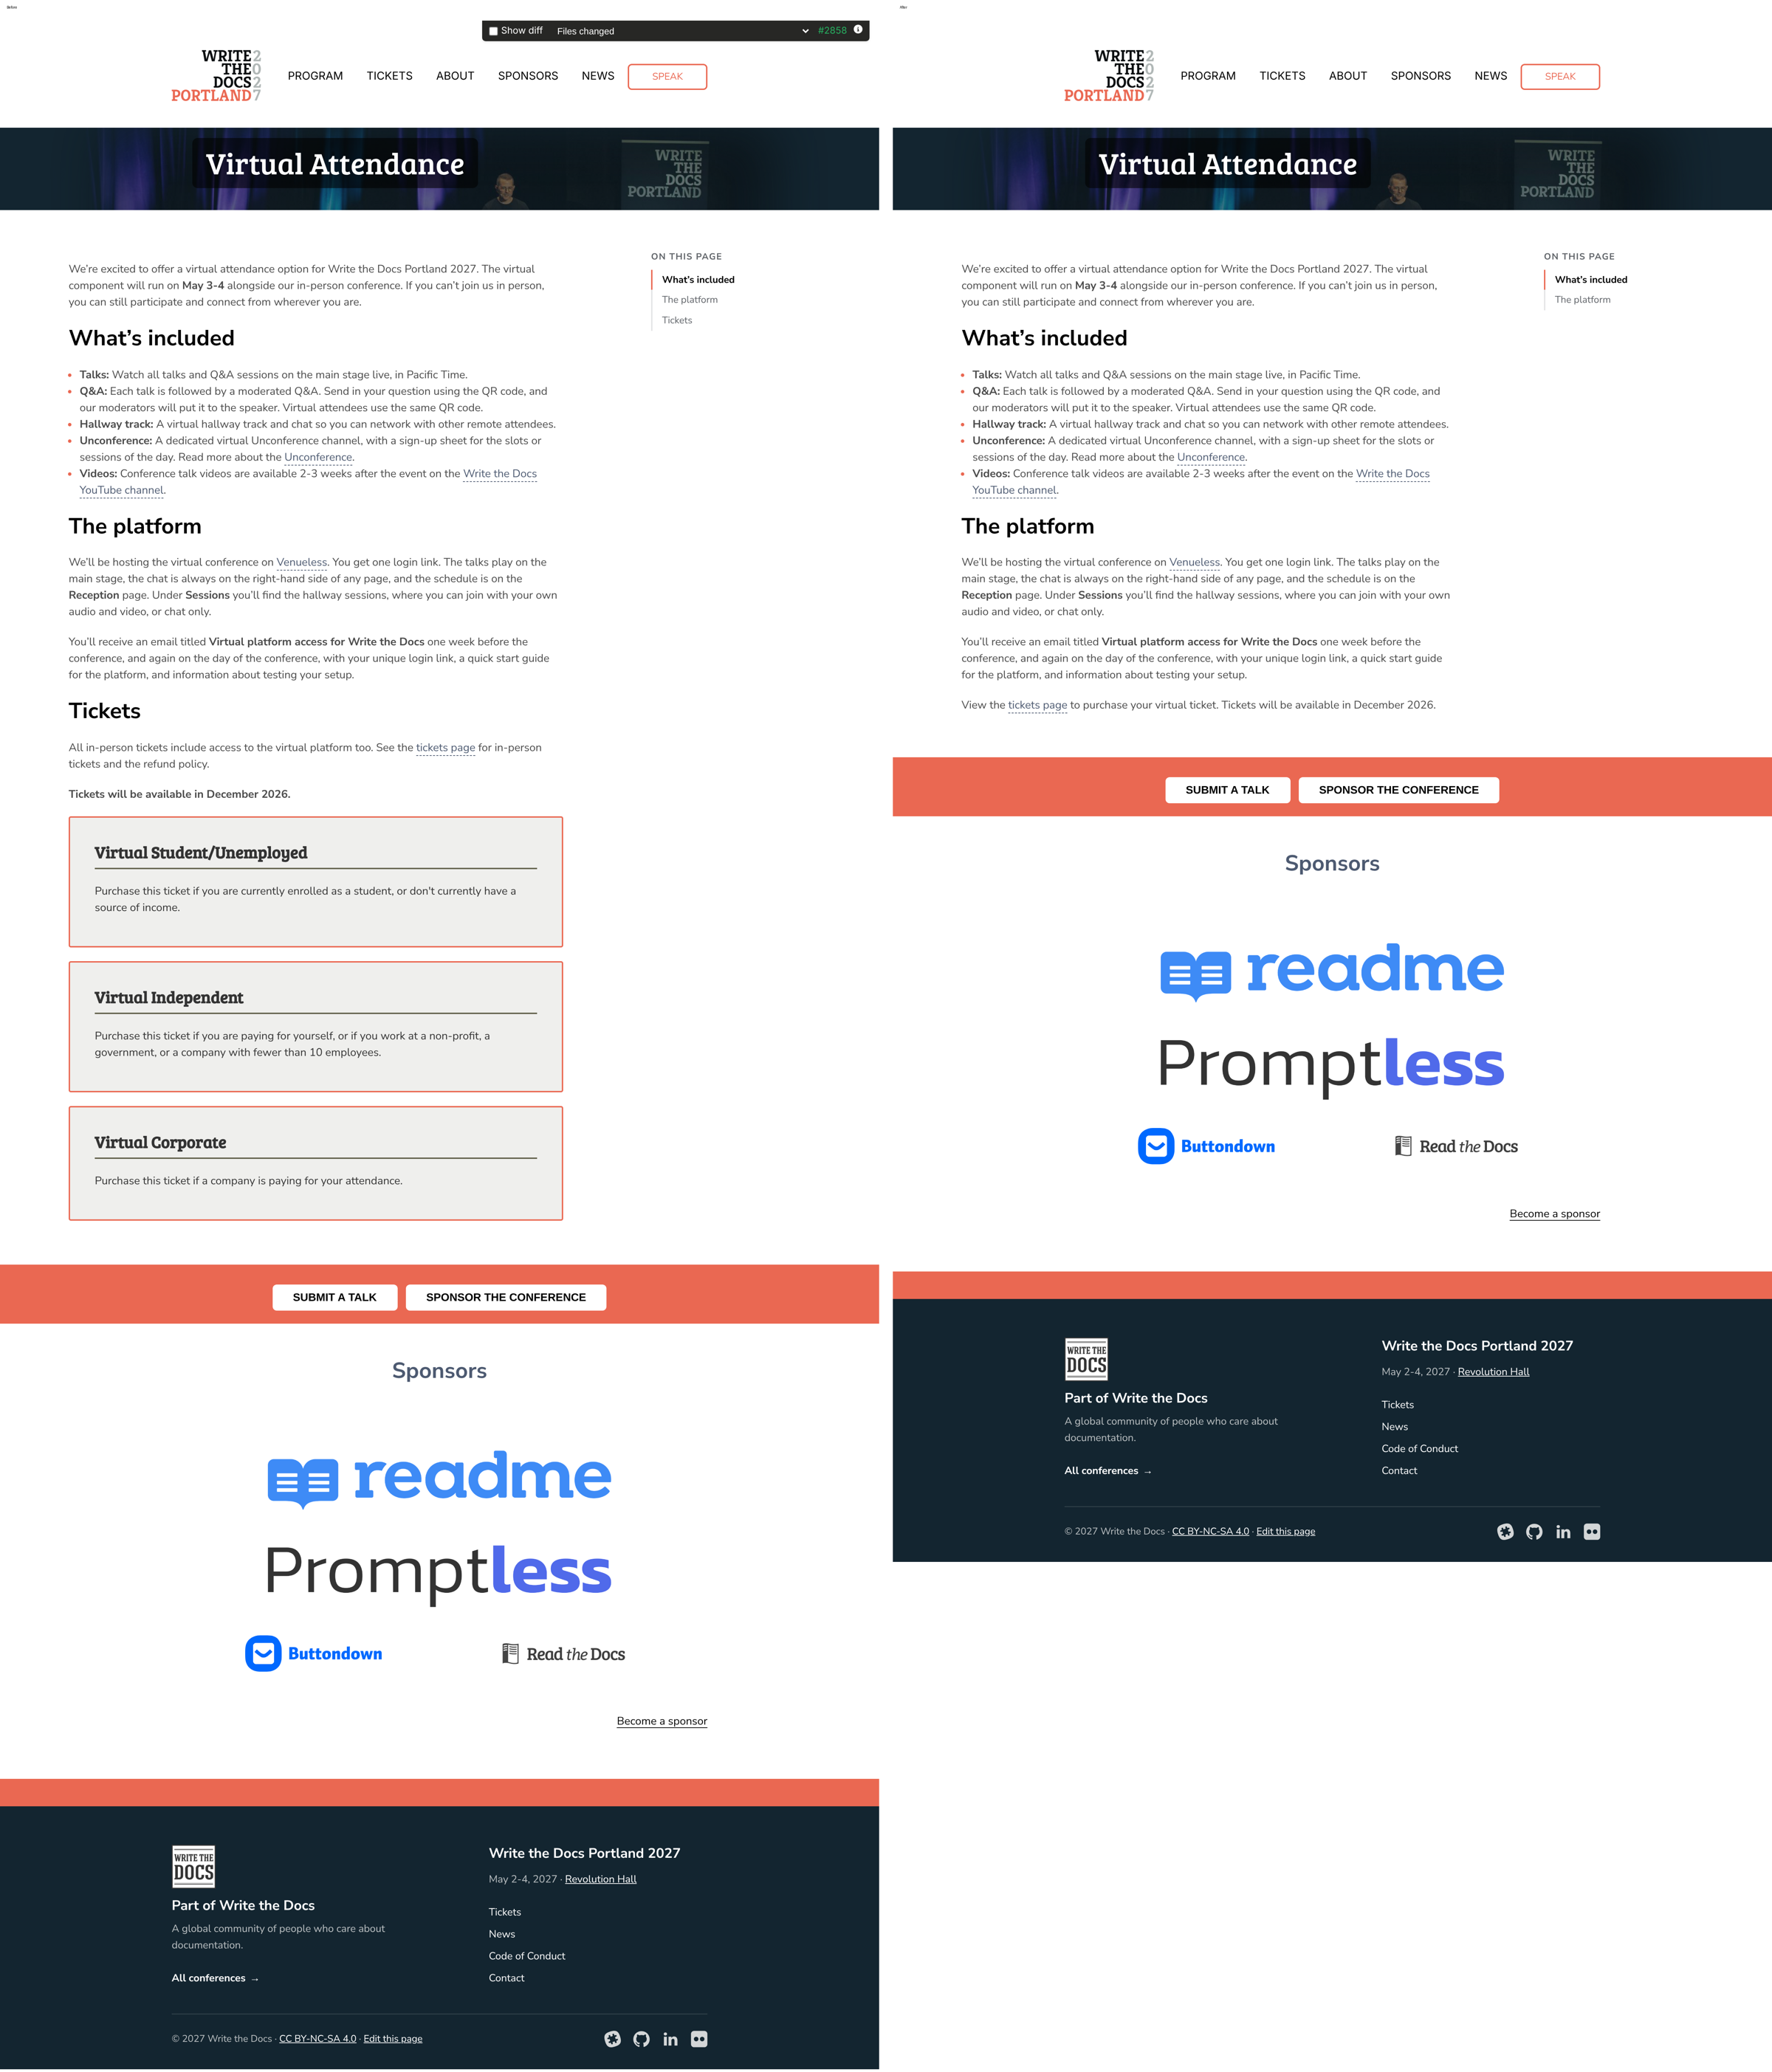 Before
Show diff
Files changed
#2858
WRITE
THE
DOCS
PORTLAND
2027
PROGRAM
TICKETS
ABOUT
SPONSORS
NEWS
SPEAK
Virtual Attendance
WRITE
THE
DOCS
PORTLAND
We’re excited to offer a virtual attendance option for Write the Docs Portland 2027. The virtual
component will run on May 3-4 alongside our in-person conference. If you can’t join us in person,
you can still participate and connect from wherever you are.
ON THIS PAGE
What’s included
The platform
Tickets
What’s included
Talks: Watch all talks and Q&A sessions on the main stage live, in Pacific Time.
Q&A: Each talk is followed by a moderated Q&A. Send in your question using the QR code, and
our moderators will put it to the speaker. Virtual attendees use the same QR code.
Hallway track: A virtual hallway track and chat so you can network with other remote attendees.
Unconference: A dedicated virtual Unconference channel, with a sign-up sheet for the slots or
sessions of the day. Read more about the Unconference.
Videos: Conference talk videos are available 2-3 weeks after the event on the Write the Docs
YouTube channel.
The platform
We’ll be hosting the virtual conference on Venueless. You get one login link. The talks play on the
main stage, the chat is always on the right-hand side of any page, and the schedule is on the
Reception page. Under Sessions you’ll find the hallway sessions, where you can join with your own
audio and video, or chat only.
You’ll receive an email titled Virtual platform access for Write the Docs one week before the
conference, and again on the day of the conference, with your unique login link, a quick start guide
for the platform, and information about testing your setup.
Tickets
All in-person tickets include access to the virtual platform too. See the tickets page for in-person
tickets and the refund policy.
Tickets will be available in December 2026.
Virtual Student/Unemployed
Purchase this ticket if you are currently enrolled as a student, or don't currently have a
source of income.
Virtual Independent
Purchase this ticket if you are paying for yourself, or if you work at a non-profit, a
government, or a company with fewer than 10 employees.
Virtual Corporate
Purchase this ticket if a company is paying for your attendance.
SUBMIT A TALK
SPONSOR THE CONFERENCE
Sponsors
readme
Promptless
Buttondown
Read the Docs
Become a sponsor
WRITE THE
DOCS
Part of Write the Docs
A global community of people who care about
documentation.
All conferences →
Write the Docs Portland 2027
May 2-4, 2027 · Revolution Hall
Tickets
News
Code of Conduct
Contact
© 2027 Write the Docs · CC BY-NC-SA 4.0 · Edit this page
After
WRITE
THE
DOCS
PORTLAND
2027
PROGRAM
TICKETS
ABOUT
SPONSORS
NEWS
SPEAK
Virtual Attendance
WRITE
THE
DOCS
PORTLAND
We’re excited to offer a virtual attendance option for Write the Docs Portland 2027. The virtual
component will run on May 3-4 alongside our in-person conference. If you can’t join us in person,
you can still participate and connect from wherever you are.
ON THIS PAGE
What’s included
The platform
What’s included
Talks: Watch all talks and Q&A sessions on the main stage live, in Pacific Time.
Q&A: Each talk is followed by a moderated Q&A. Send in your question using the QR code, and
our moderators will put it to the speaker. Virtual attendees use the same QR code.
Hallway track: A virtual hallway track and chat so you can network with other remote attendees.
Unconference: A dedicated virtual Unconference channel, with a sign-up sheet for the slots or
sessions of the day. Read more about the Unconference.
Videos: Conference talk videos are available 2-3 weeks after the event on the Write the Docs
YouTube channel.
The platform
We’ll be hosting the virtual conference on Venueless. You get one login link. The talks play on the
main stage, the chat is always on the right-hand side of any page, and the schedule is on the
Reception page. Under Sessions you’ll find the hallway sessions, where you can join with your own
audio and video, or chat only.
You’ll receive an email titled Virtual platform access for Write the Docs one week before the
conference, and again on the day of the conference, with your unique login link, a quick start guide
for the platform, and information about testing your setup.
View the tickets page to purchase your virtual ticket. Tickets will be available in December 2026.
SUBMIT A TALK
SPONSOR THE CONFERENCE
Sponsors
readme
Promptless
Buttondown
Read the Docs
Become a sponsor
WRITE THE
DOCS
Part of Write the Docs
A global community of people who care about
documentation.
All conferences →
Write the Docs Portland 2027
May 2-4, 2027 · Revolution Hall
Tickets
News
Code of Conduct
Contact
© 2027 Write the Docs · CC BY-NC-SA 4.0 · Edit this page